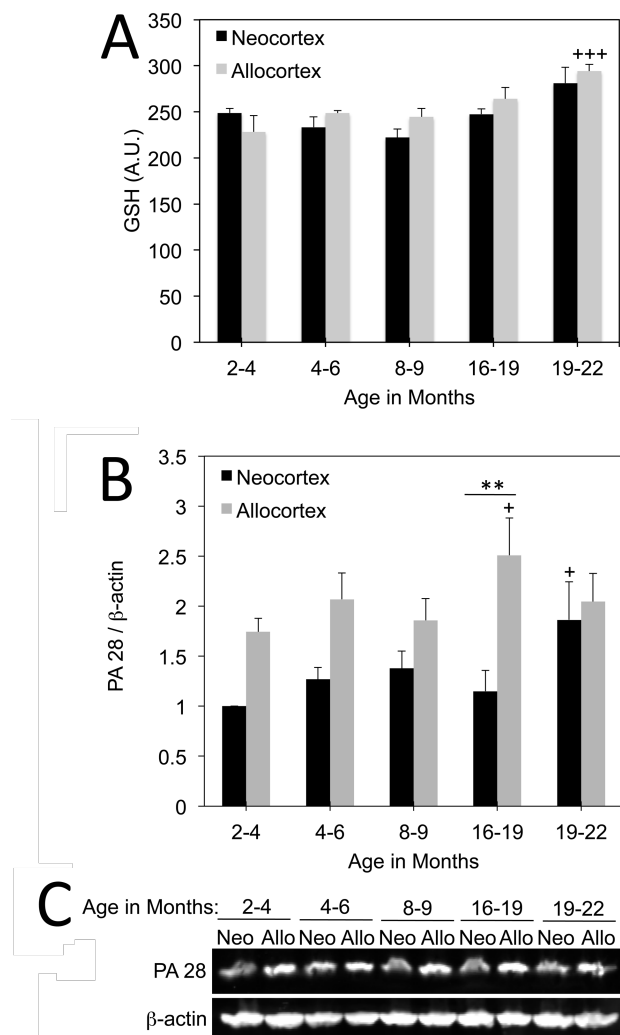 A
350
300
250
200
150
100
50
0
GSH (A.U.)
Neocortex
Allocortex
+++
2-4 4-6 8-9 16-19 19-22
Age in Months
B
3.5
3
2.5
2
1.5
1
0.5
0
PA 28 / β-actin
Neocortex
Allocortex
**
+
+
2-4 4-6 8-9 16-19 19-22
Age in Months
C
Age in Months: 2-4 4-6 8-9 16-19 19-22
Neo Allo Neo Allo Neo Allo Neo Allo Neo Allo
PA 28
β-actin